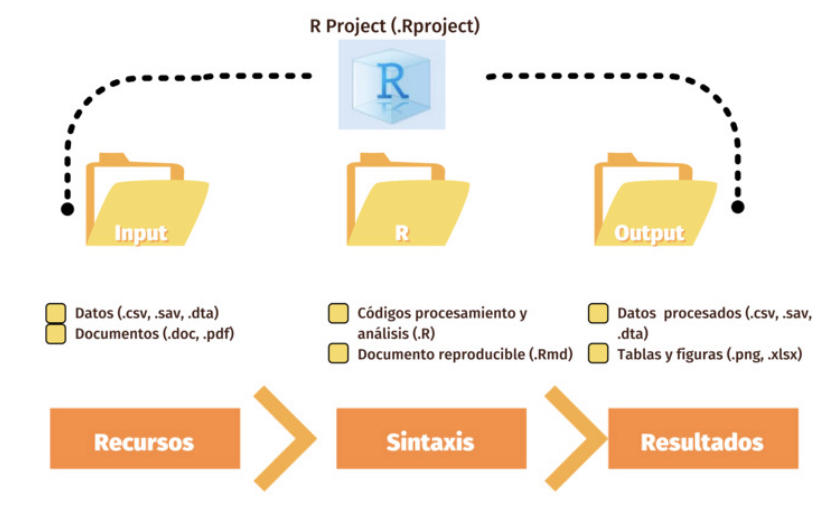 R Project (.Rproject)
R
Input
R
Output
Datos (.csv, .sav, .dta)
Documentos (.doc, .pdf)
Códigos procesamiento y
análisis (.R)
Documento reproducible (.Rmd)
Datos procesados (.csv, .sav,
.dta)
Tablas y figuras (.png, .xlsx)
Recursos
Sintaxis
Resultados